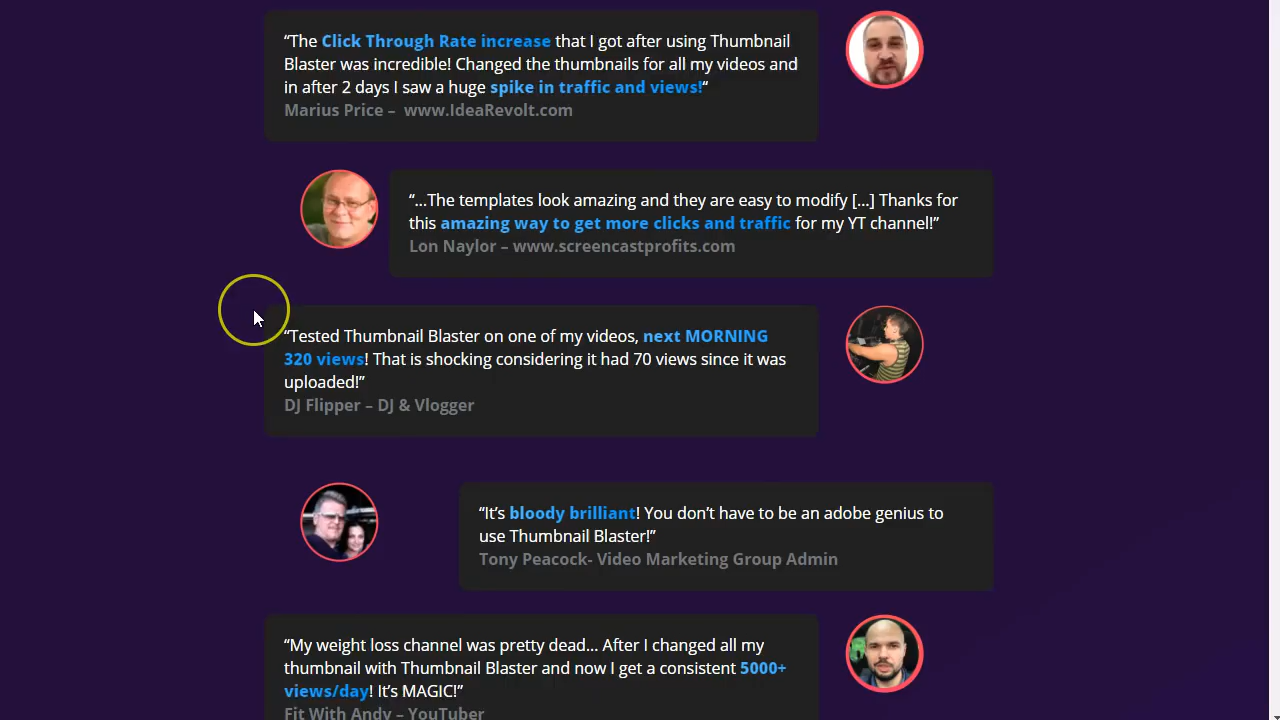 “The Click Through Rate increase that I got after using Thumbnail
Blaster was incredible! Changed the thumbnails for all my videos and
in after 2 days I saw a huge spike in traffic and views!“
Marius Price – www.IdeaRevolt.com
“...The templates look amazing and they are easy to modify [...] Thanks for
this amazing way to get more clicks and traffic for my YT channel!”
Lon Naylor – www.screencastprofits.com
“Tested Thumbnail Blaster on one of my videos, next MORNING
320 views! That is shocking considering it had 70 views since it was
uploaded!”
DJ Flipper – DJ & Vlogger
“It’s bloody brilliant! You don’t have to be an adobe genius to
use Thumbnail Blaster!”
Tony Peacock- Video Marketing Group Admin
“My weight loss channel was pretty dead... After I changed all my
thumbnail with Thumbnail Blaster and now I get a consistent 5000+
views/day! It’s MAGIC!”
Fit With Andy – YouTuber